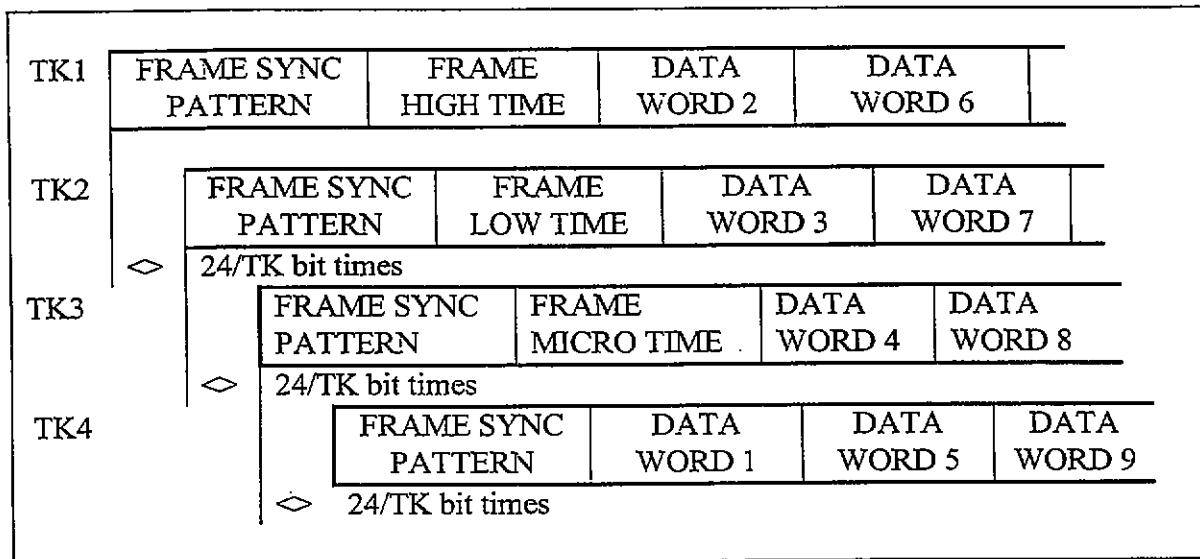 TK1 FRAME SYNC FRAME DATA DATA
PATTERN HIGH TIME WORD 2 WORD 6
TK2 FRAME SYNC FRAME DATA DATA
PATTERN LOW TIME WORD 3 WORD 7
<> 24/TK bit times
TK3 FRAME SYNC FRAME DATA DATA
PATTERN MICRO TIME WORD 4 WORD 8
<> 24/TK bit times
TK4 FRAME SYNC DATA DATA DATA
PATTERN WORD 1 WORD 5 WORD 9
<> 24/TK bit times